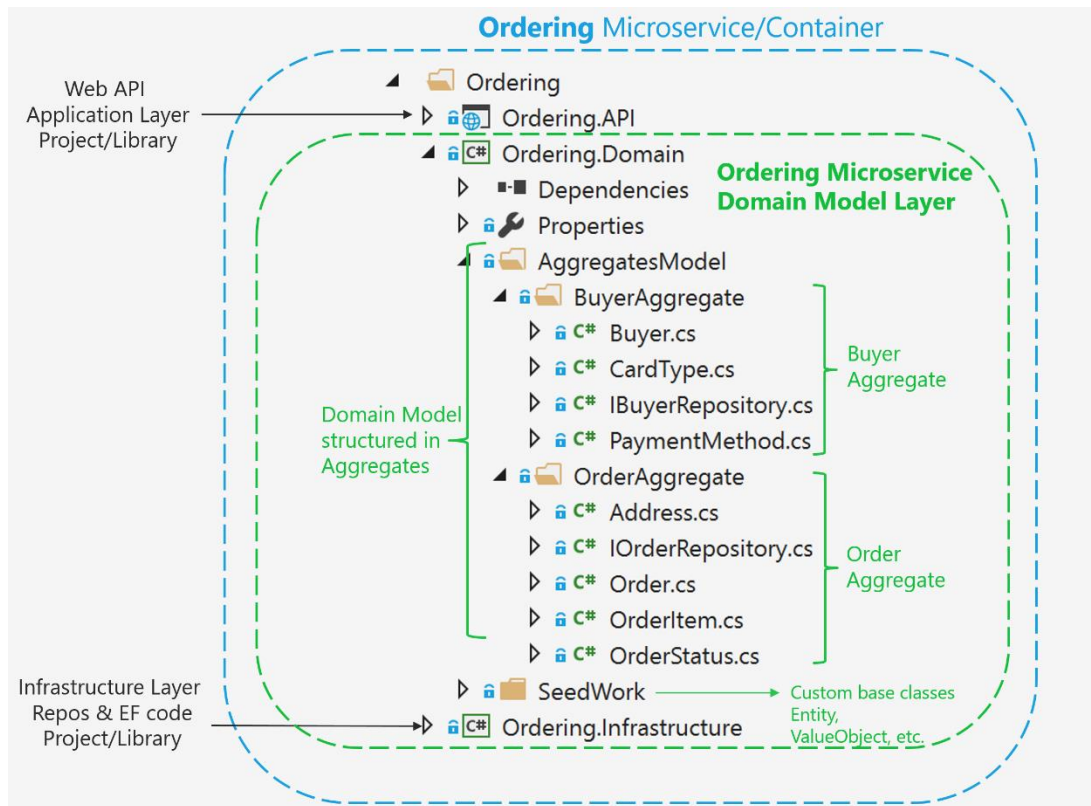 Ordering Microservice/Container
Ordering
Web API
Application Layer
Project/Library
Ordering.API
C# Ordering.Domain
Ordering Microservice
Domain Model Layer
Dependencies
Properties
AggregatesModel
BuyerAggregate
C# Buyer.cs
C# CardType.cs
C# IBuyerRepository.cs
C# PaymentMethod.cs
Buyer
Aggregate
Domain Model
structured in
Aggregates
OrderAggregate
C# Address.cs
C# IOrderRepository.cs
C# Order.cs
C# OrderItem.cs
C# OrderStatus.cs
Order
Aggregate
SeedWork
Custom base classes
Entity,
ValueObject, etc.
Infrastructure Layer
Repos & EF code
Project/Library
C# Ordering.Infrastructure